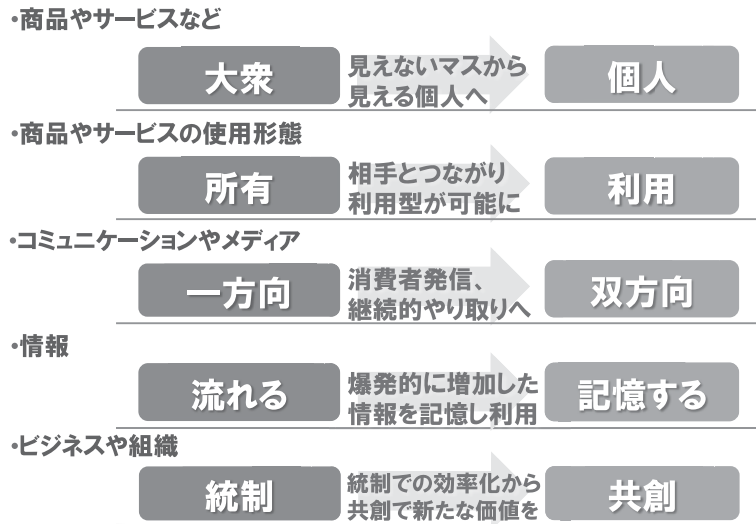 ・商品やサービスなど
大衆
見えないマスから
見える個人へ
個人
・商品やサービスの使用形態
所有
相手とつながり
利用型が可能に
利用
・コミュニケーションやメディア
一方向
消費者発信、
継続的やり取りへ
双方向
・情報
流れる
爆発的に増加した
情報を記憶し利用
記憶する
・ビジネスや組織
統制
統制での効率化から
共創で新たな価値を
共創